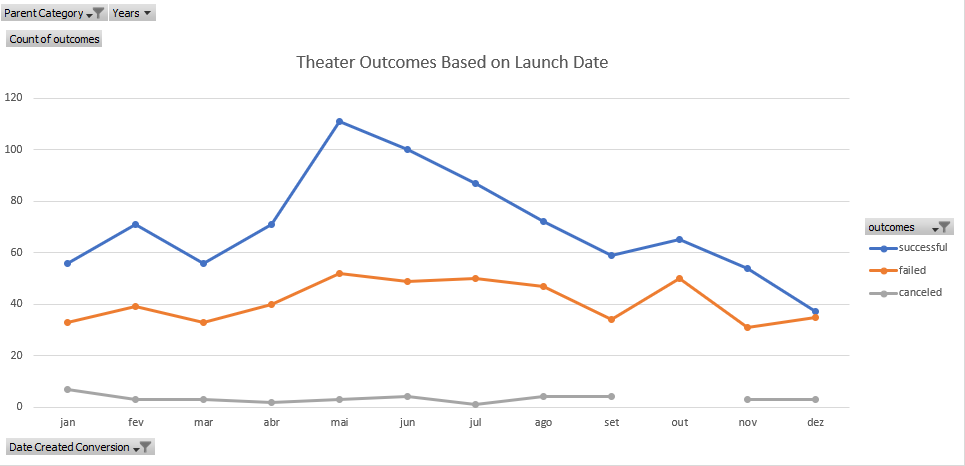 Parent Category Years
Count of outcomes
Theater Outcomes Based on Launch Date
120
100
80
60
40
20
0
jan fev mar abr mai jun jul ago set out nov dez
outcomes
successful
failed
canceled
Date Created Conversion